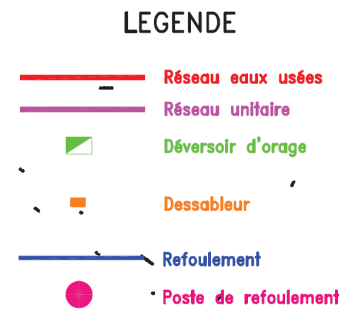 LEGENDE
Réseau eaux usées
Réseau unitaire
Déversoir d'orage
Dessableur
Refoulement
Poste de refoulement